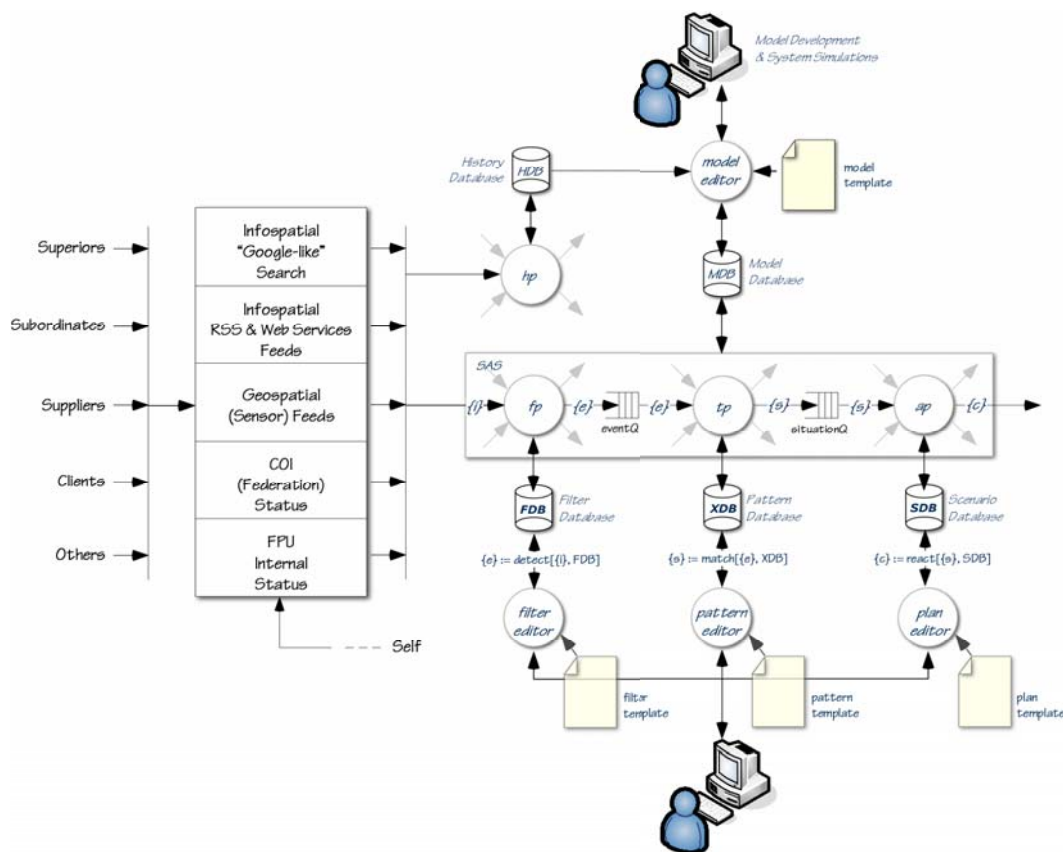 Model Development
& System Simulations
History
Database
HDB
model
editor
model
template
Superiors
Infospatial
"Google-like"
Search
hp
MDB
Model
Database
Subordinates
Infospatial
RSS & Web Services
Feeds
SAS
Suppliers
Geospatial
(Sensor) Feeds
{i}
fp
{e}
eventQ
{e}
tp
{s}
situationQ
{s}
ap
{c}
Clients
COI
(Federation)
Status
FDB
Filter
Database
XDB
Pattern
Database
SDB
Scenario
Database
Others
FPU
Internal
Status
{e} := detect[{i}, FDB]
{s} := match[{e}, XDB]
{c} := react[{s}, SDB]
filter
editor
pattern
editor
plan
editor
Self
filter
template
pattern
template
plan
template